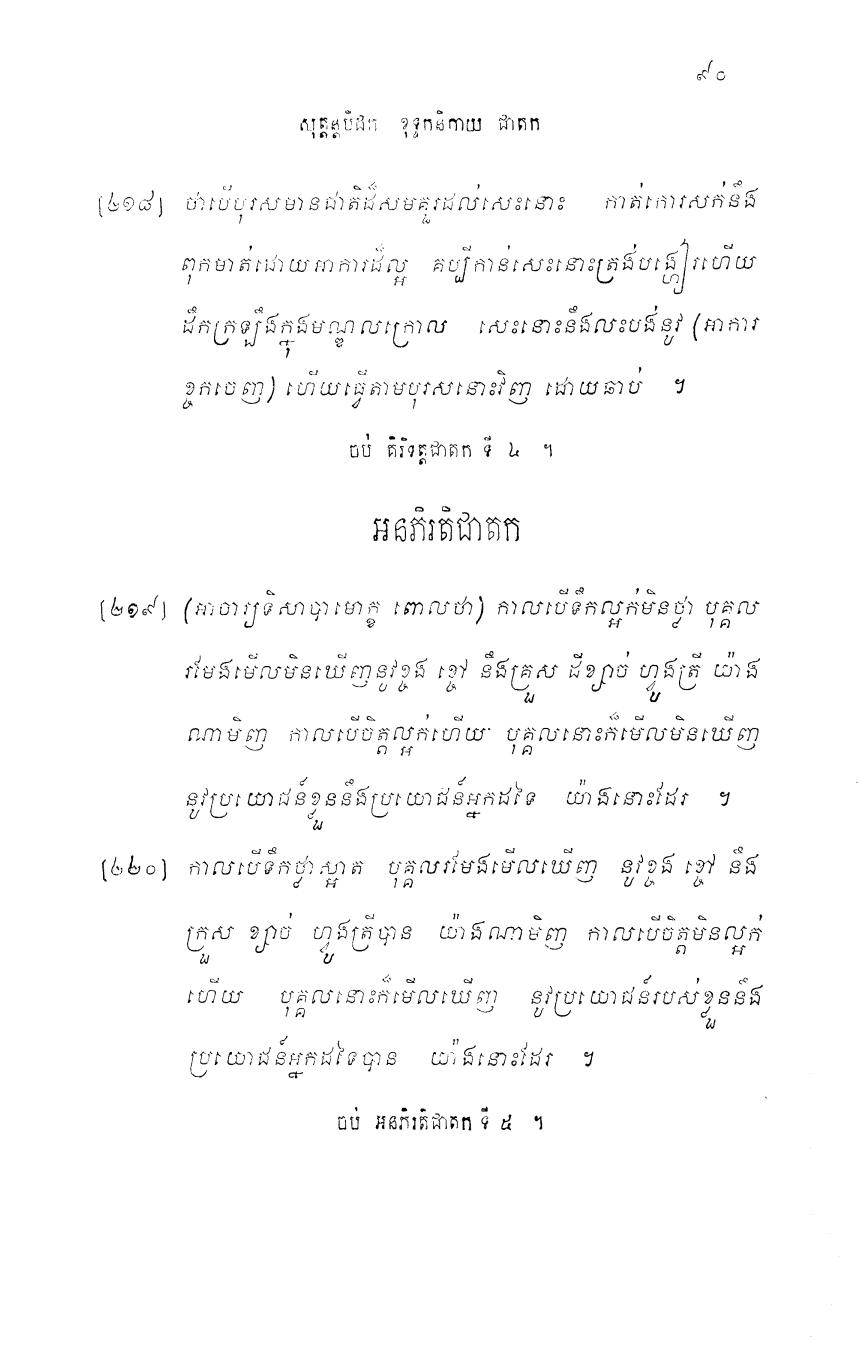 ៩០
សុត្តន្តបិដក ខុទ្ទកនិកាយ ជាតក
[២១៨] ថាបើបុរសមានជាតិដ៏សមគួរដល់សេះនោះ កាត់កោរសក់នឹង
ពុកមាត់ដោយអាការដ៏ល្អ គប្បីកាន់សេះនោះត្រង់បង្ហៀរហើយ
ដឹកក្រឡឹងក្នុងមណ្ឌលក្រោល សេះនោះនឹងលះបង់នូវ (អាការ
ខ្ចកចេញ) ហើយធ្វើតាមបុរសនោះវិញ ដោយឆាប់ ។
ចប់ គិរិទត្តជាតក ទី ៤ ។
អនភិរតិជាតក
[២១៩] (អាចារ្យទិសាបាមោក្ខ ពោលថា) កាលបើទឹកល្អក់មិនថ្លា បុគ្គល
រមែងមើលមិនឃើញនូវខ្ចង ខ្ចៅ នឹងគ្រួស ដីខ្សាច់ ហ្វូងត្រី យ៉ាង
ណាមិញ កាលបើចិត្តល្អក់ហើយ បុគ្គលនោះក៏មើលមិនឃើញ
នូវប្រយោជន៍ខ្លួននឹងប្រយោជន៍អ្នកដទៃ យ៉ាងនោះដែរ ។
[២២០] កាលបើទឹកថ្លាស្អាត បុគ្គលរមែងមើលឃើញ នូវខ្ចង ខ្ចៅ នឹង
គ្រួស ខ្សាច់ ហ្វូងត្រីបាន យ៉ាងណាមិញ កាលបើចិត្តមិនល្អក់
ហើយ បុគ្គលនោះក៏មើលឃើញ នូវប្រយោជន៍របស់ខ្លួននឹង
ប្រយោជន៍អ្នកដទៃបាន យ៉ាងនោះដែរ ។
ចប់ អនភិរតិជាតក ទី ៥ ។